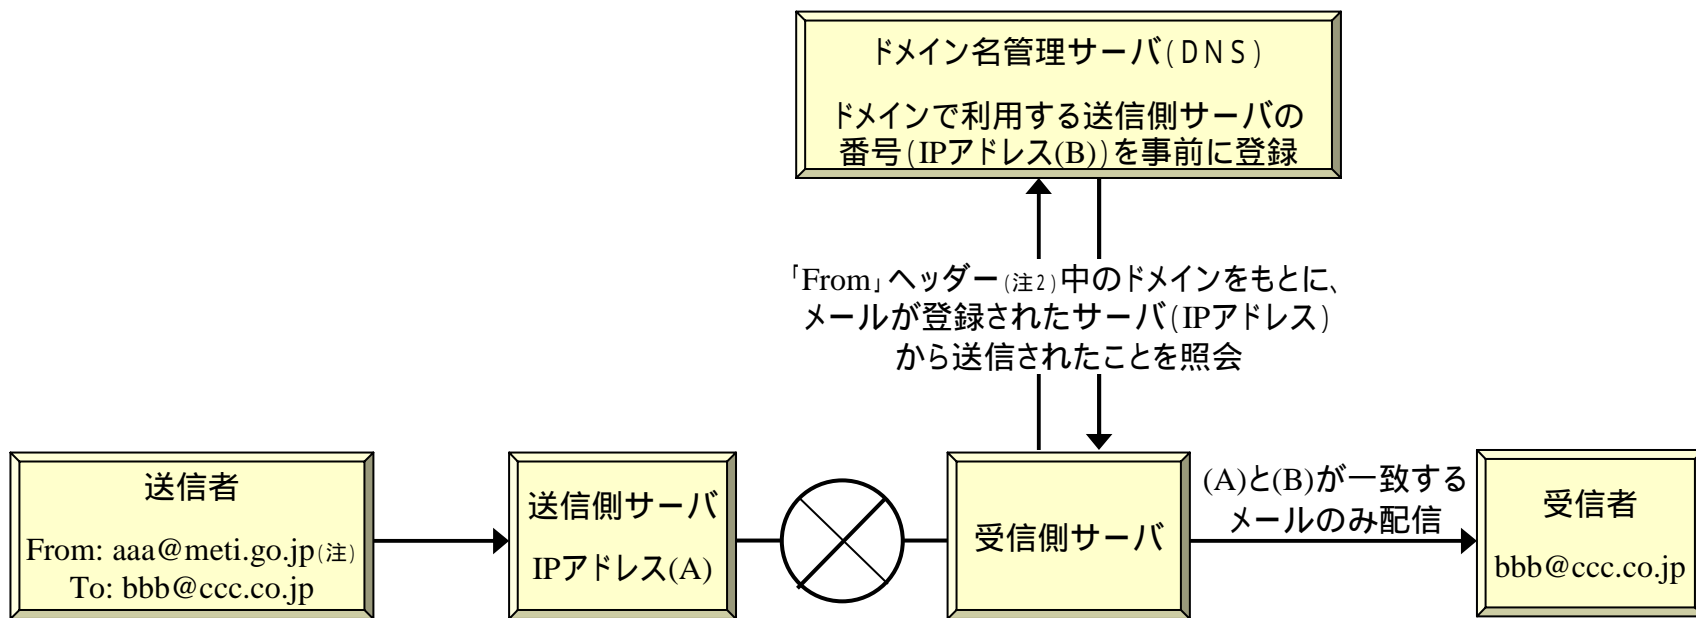 ドメイン名管理サーバ(DNS)
ドメインで利用する送信側サーバの
番号(IPアドレス(B))を事前に登録
「From」ヘッダー(注2)中のドメインをもとに、
メールが登録されたサーバ(IPアドレス)
から送信されたことを照会
送信者
From: aaa@meti.go.jp(注)
To: bbb@ccc.co.jp
送信側サーバ
IPアドレス(A)
受信側サーバ
(A)と(B)が一致する
メールのみ配信
受信者
bbb@ccc.co.jp